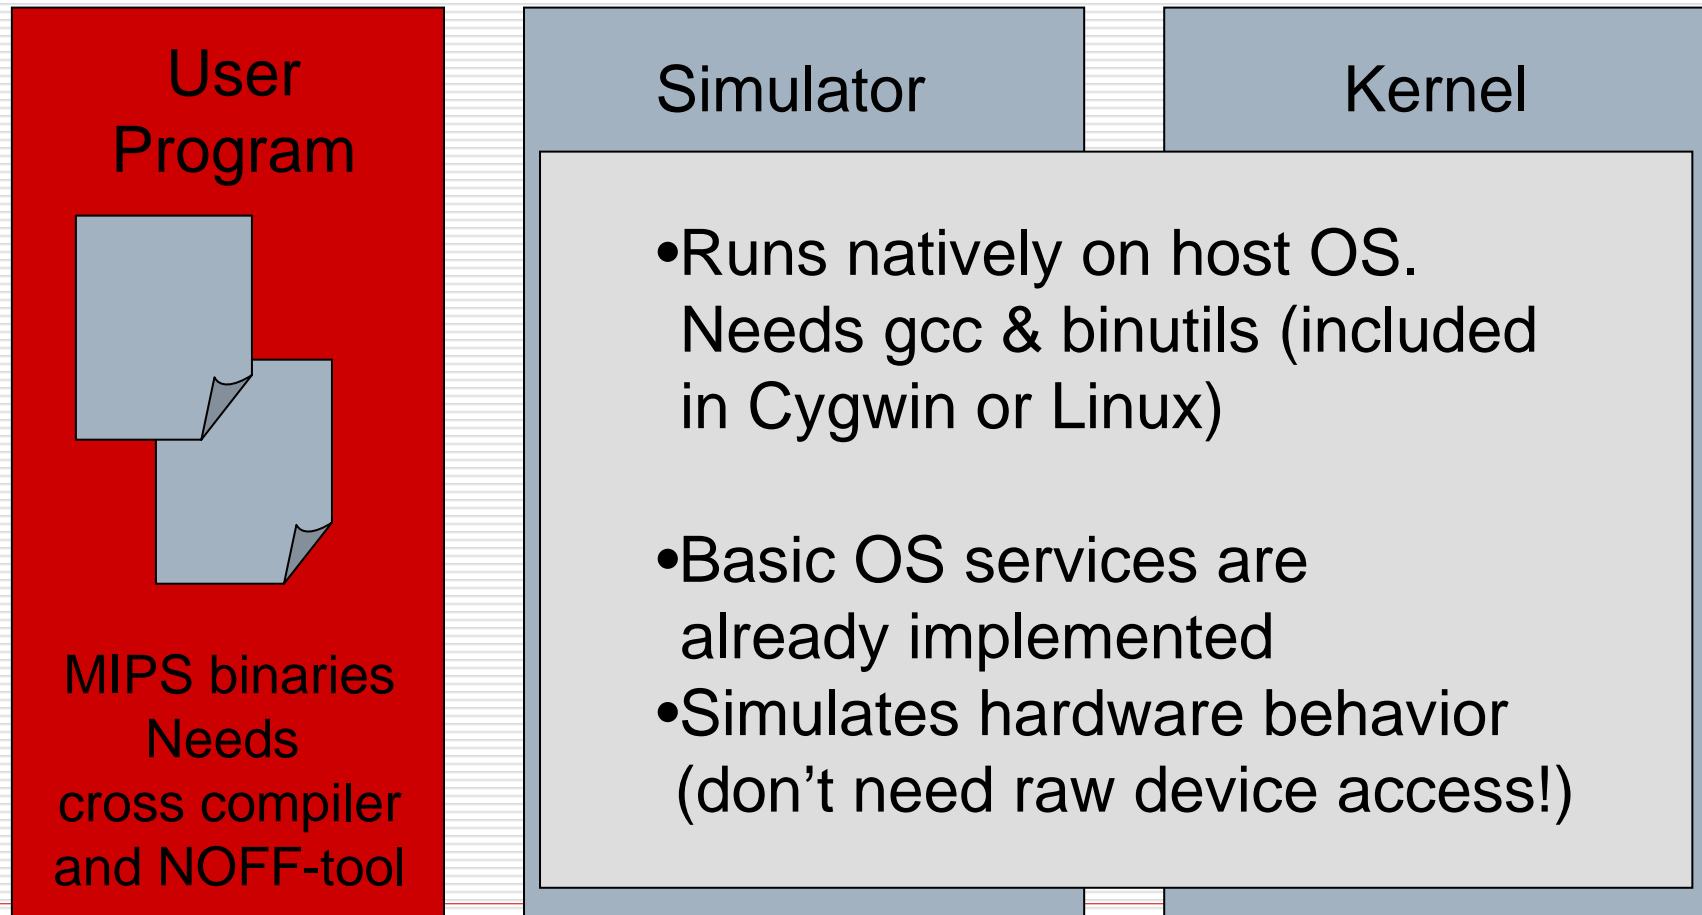 User
Program
MIPS binaries
Needs
cross compiler
and NOFF-tool
Simulator
Kernel
•Runs natively on host OS.
Needs gcc & binutils (included
in Cygwin or Linux)
•Basic OS services are
already implemented
•Simulates hardware behavior
(don’t need raw device access!)